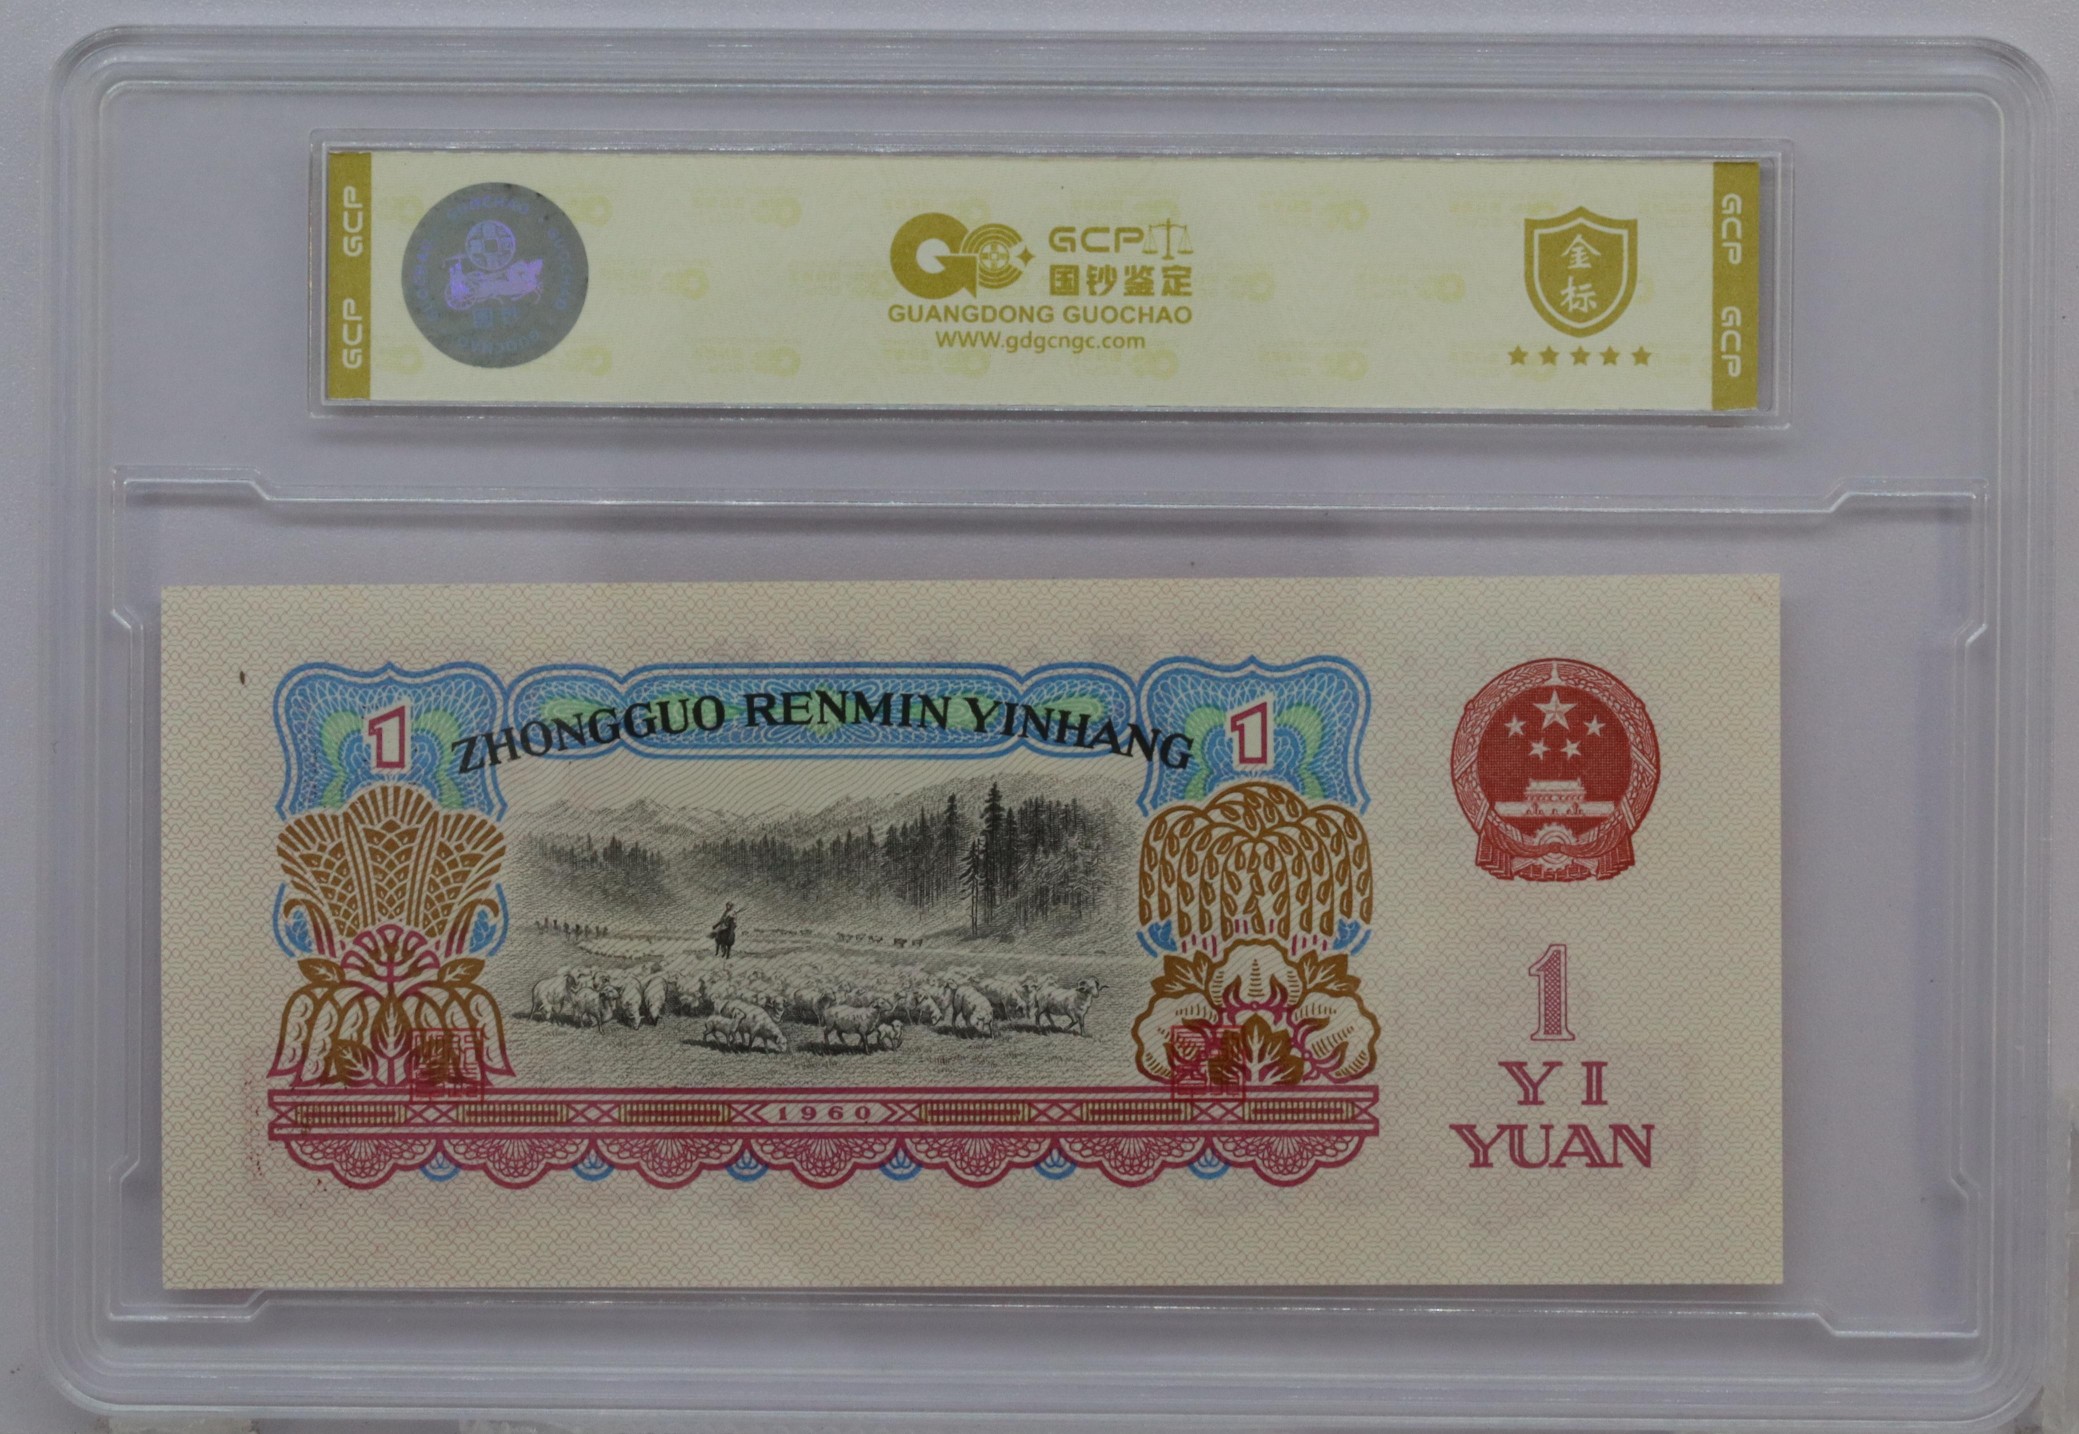 GCP
GCP
GCP
国钞鉴定
GUANGDONG GUOCHAO
WWW.gdgcngc.com
金
标
GCP
GCP
1
ZHONGGUO RENMIN YINHANG
1
1960
1
YI
YUAN